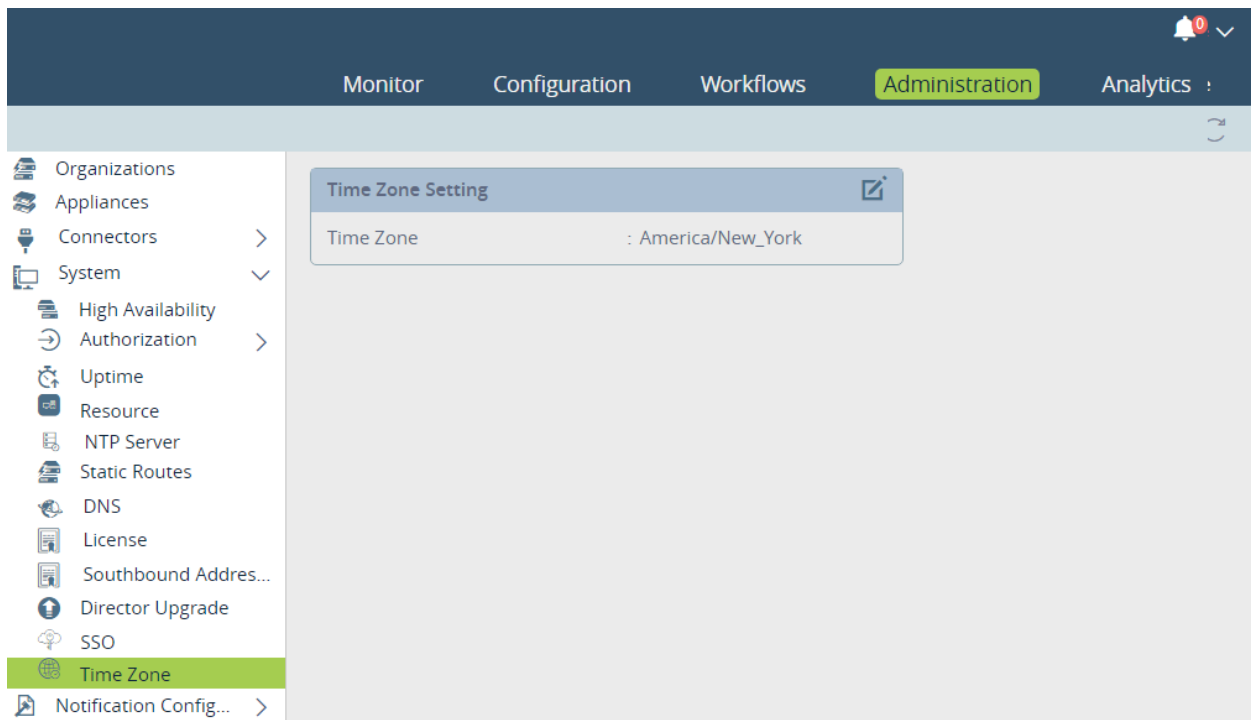 0
Monitor Configuration Workflows Administration Analytics :
Organizations
Appliances
Connectors
System
High Availability
Authorization
Uptime
Resource
NTP Server
Static Routes
DNS
License
Southbound Addres...
Director Upgrade
SSO
Time Zone
Notification Config...
Time Zone Setting
Time Zone : America/New_York